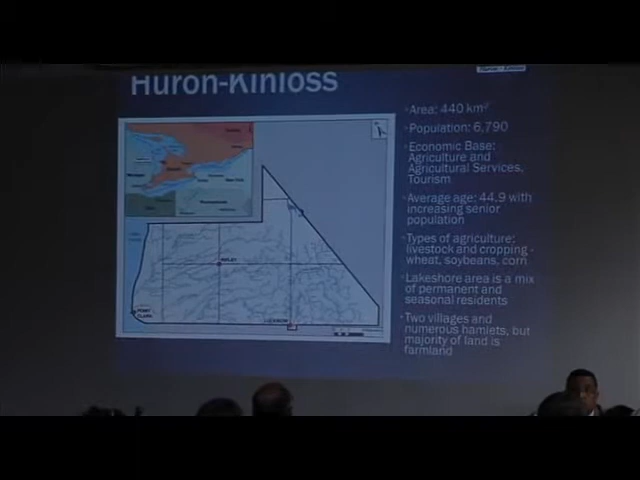 Huron-Kinloss
· Area: 440 km²
· Population: 6,790
· Economic Base:
Agriculture and
Agricultural Services,
Tourism
· Average age: 44.9 with
increasing senior
population
· Types of agriculture:
livestock and cropping -
wheat, soybeans, corn
· Lakeshore area is a mix
of permanent and
seasonal residents
· Two villages and
numerous hamlets, but
majority of land is
farmland
RIPLEY
POINT
CLARK
LUCKNOW